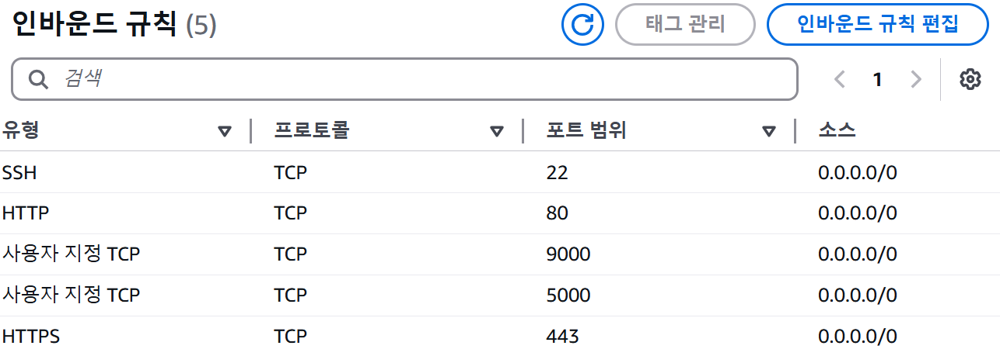 인바운드 규칙 (5)
태그 관리
인바운드 규칙 편집
검색
1
유형 프로토콜 포트 범위 소스
SSH TCP 22 0.0.0.0/0
HTTP TCP 80 0.0.0.0/0
사용자 지정 TCP TCP 9000 0.0.0.0/0
사용자 지정 TCP TCP 5000 0.0.0.0/0
HTTPS TCP 443 0.0.0.0/0